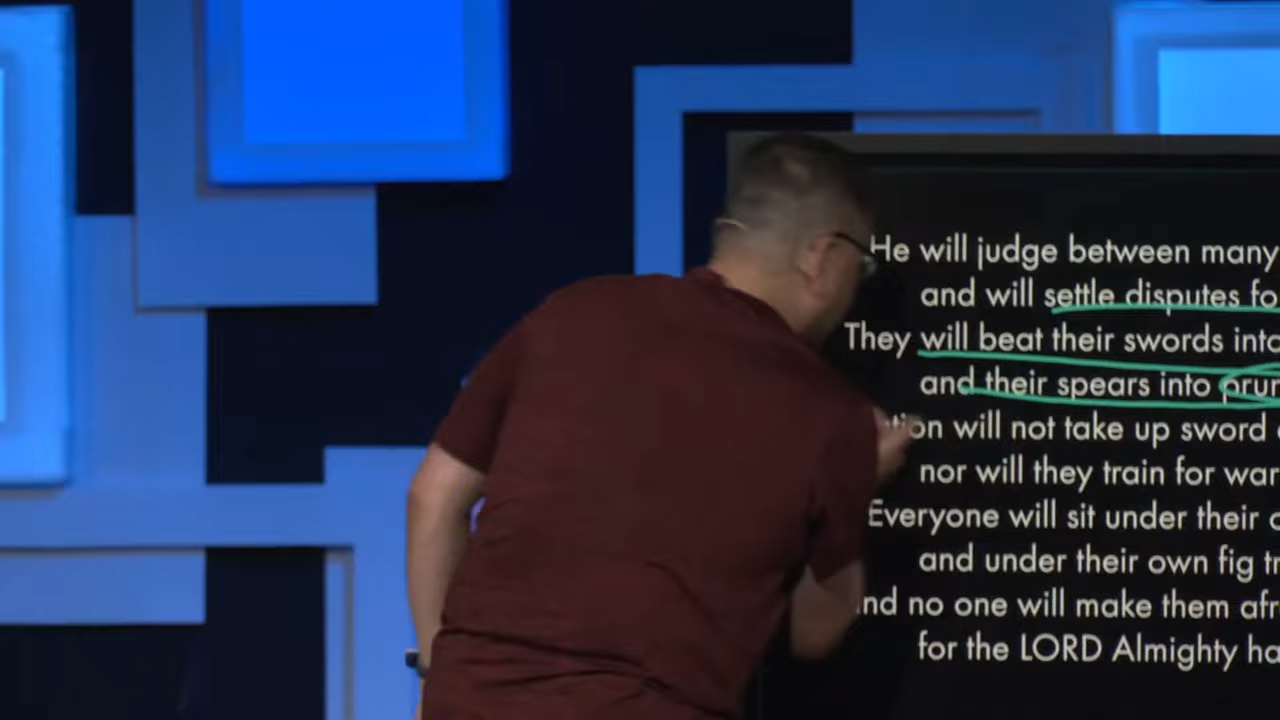 He will judge between many
and will settle disputes fo
They will beat their swords into
and their spears into prun
tion will not take up sword
nor will they train for war
Everyone will sit under their o
and under their own fig tr
nd no one will make them afr
for the LORD Almighty ha